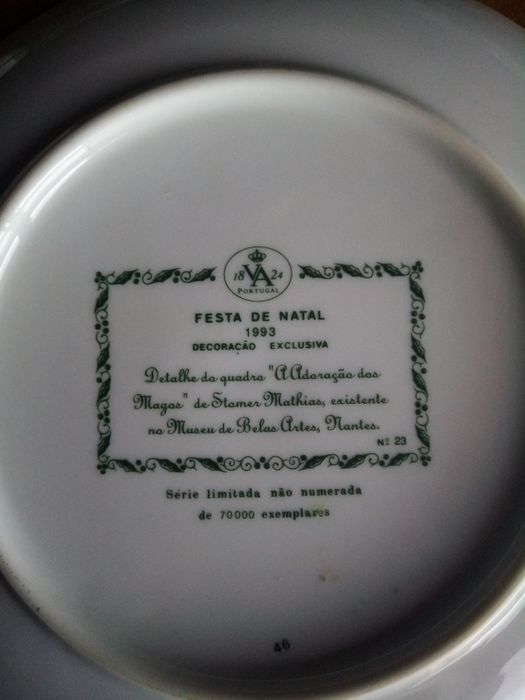 18 VA 24
PORTUGAL
FESTA DE NATAL
1993
DECORAÇÃO EXCLUSIVA
Detalhe do quadro "A Adoração dos
Magos" de Stomer Mathias, existente
no Museu de Belas Artes, Nantes.
Nº 23
Série limitada não numerada
de 70000 exemplares
46